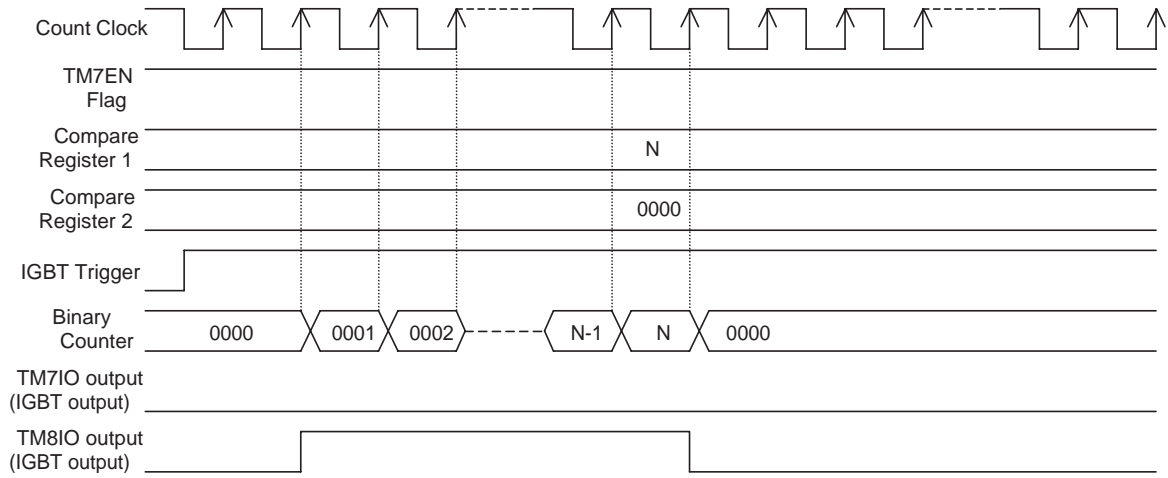 Count Clock
TM7EN
Flag
Compare
Register 1
N
Compare
Register 2
0000
IGBT Trigger
Binary
Counter
0000
0001
0002
N-1
N
0000
TM7IO output
(IGBT output)
TM8IO output
(IGBT output)